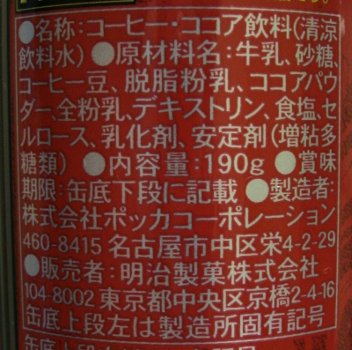 ●名称:コーヒー・ココア飲料(清涼
飲料水) ●原材料名:牛乳、砂糖、
コーヒー豆、脱脂粉乳、ココアパウ
ダー、全粉乳、デキストリン、食塩、セ
ルロース、乳化剤、安定剤(増粘多
糖類) ●内容量:190g ●賞味
期限:缶底下段に記載 ●製造者:
株式会社ポッカコーポレーション
460-8415 名古屋市中区栄4-2-29
●販売者:明治製菓株式会社
104-8002 東京都中央区京橋2-4-16
缶底上段左は製造所固有記号